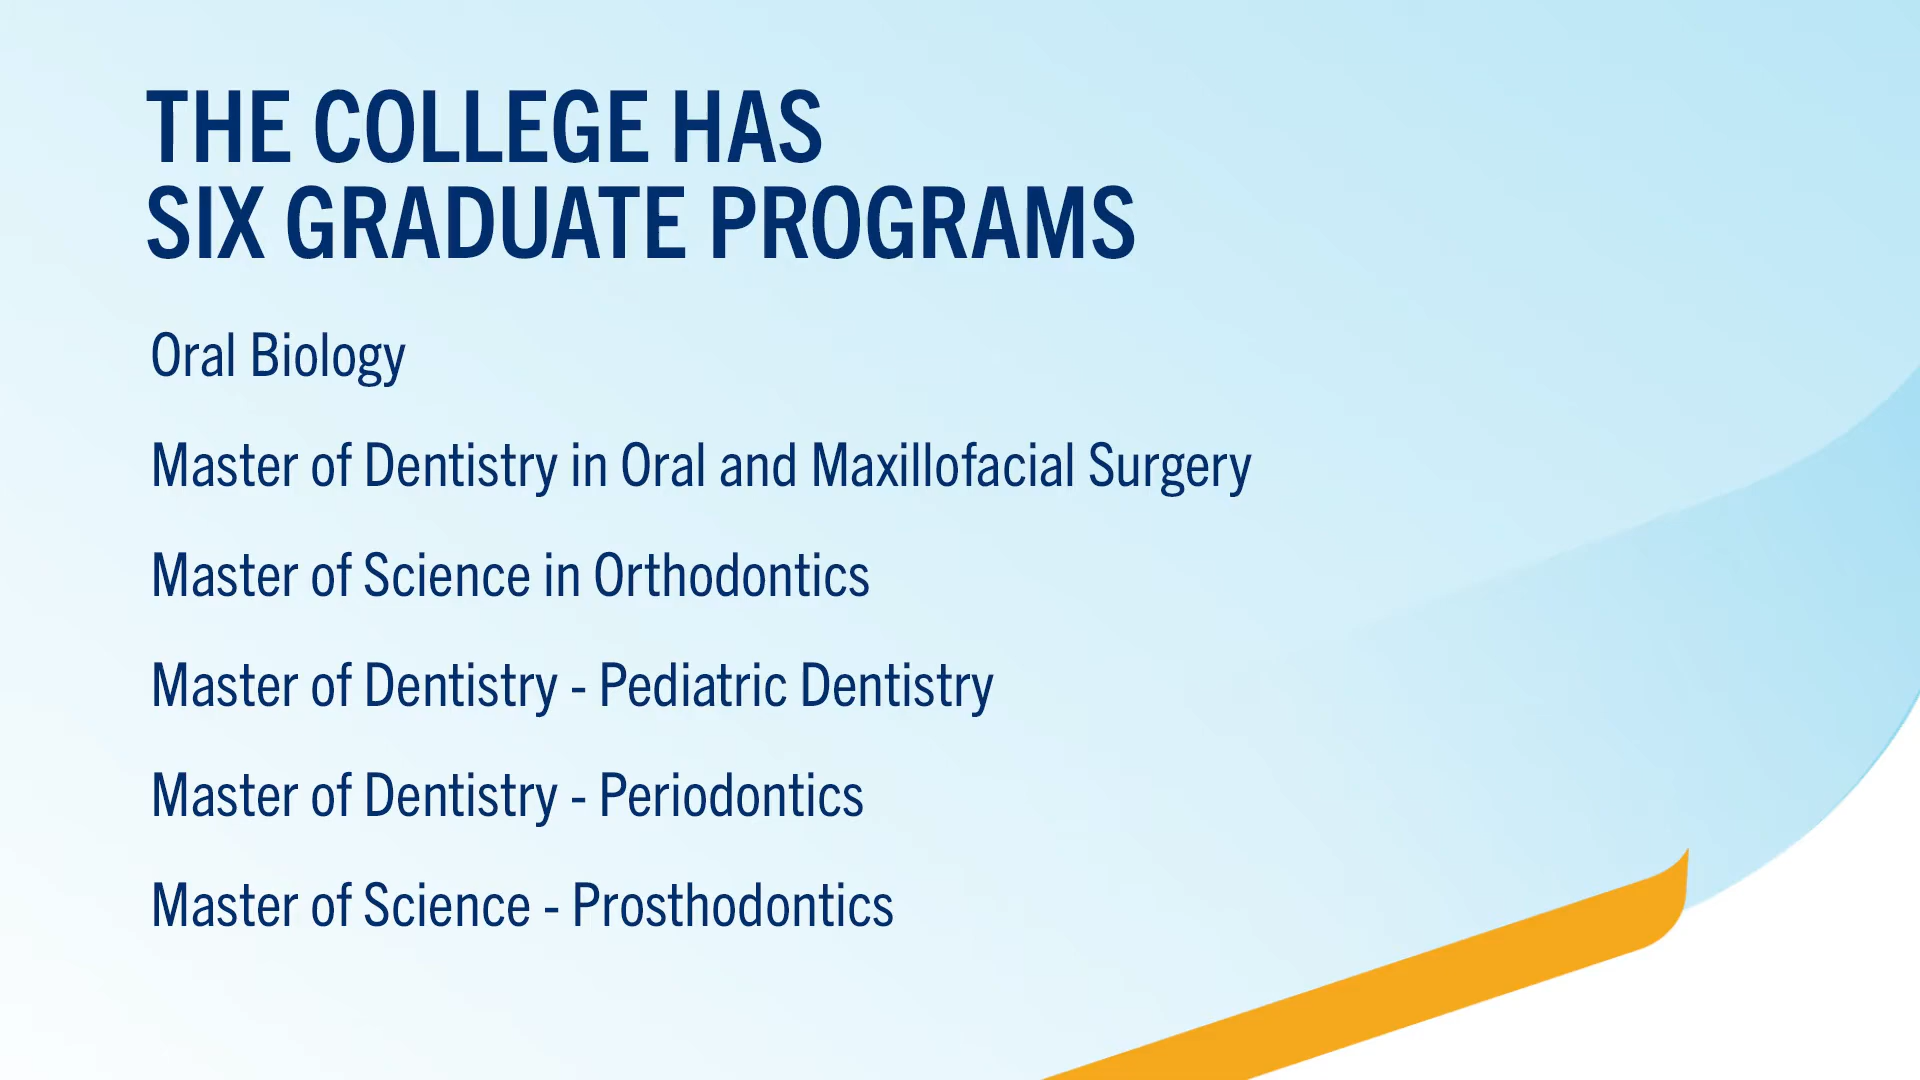 THE COLLEGE HAS
SIX GRADUATE PROGRAMS
Oral Biology
Master of Dentistry in Oral and Maxillofacial Surgery
Master of Science in Orthodontics
Master of Dentistry - Pediatric Dentistry
Master of Dentistry - Periodontics
Master of Science - Prosthodontics